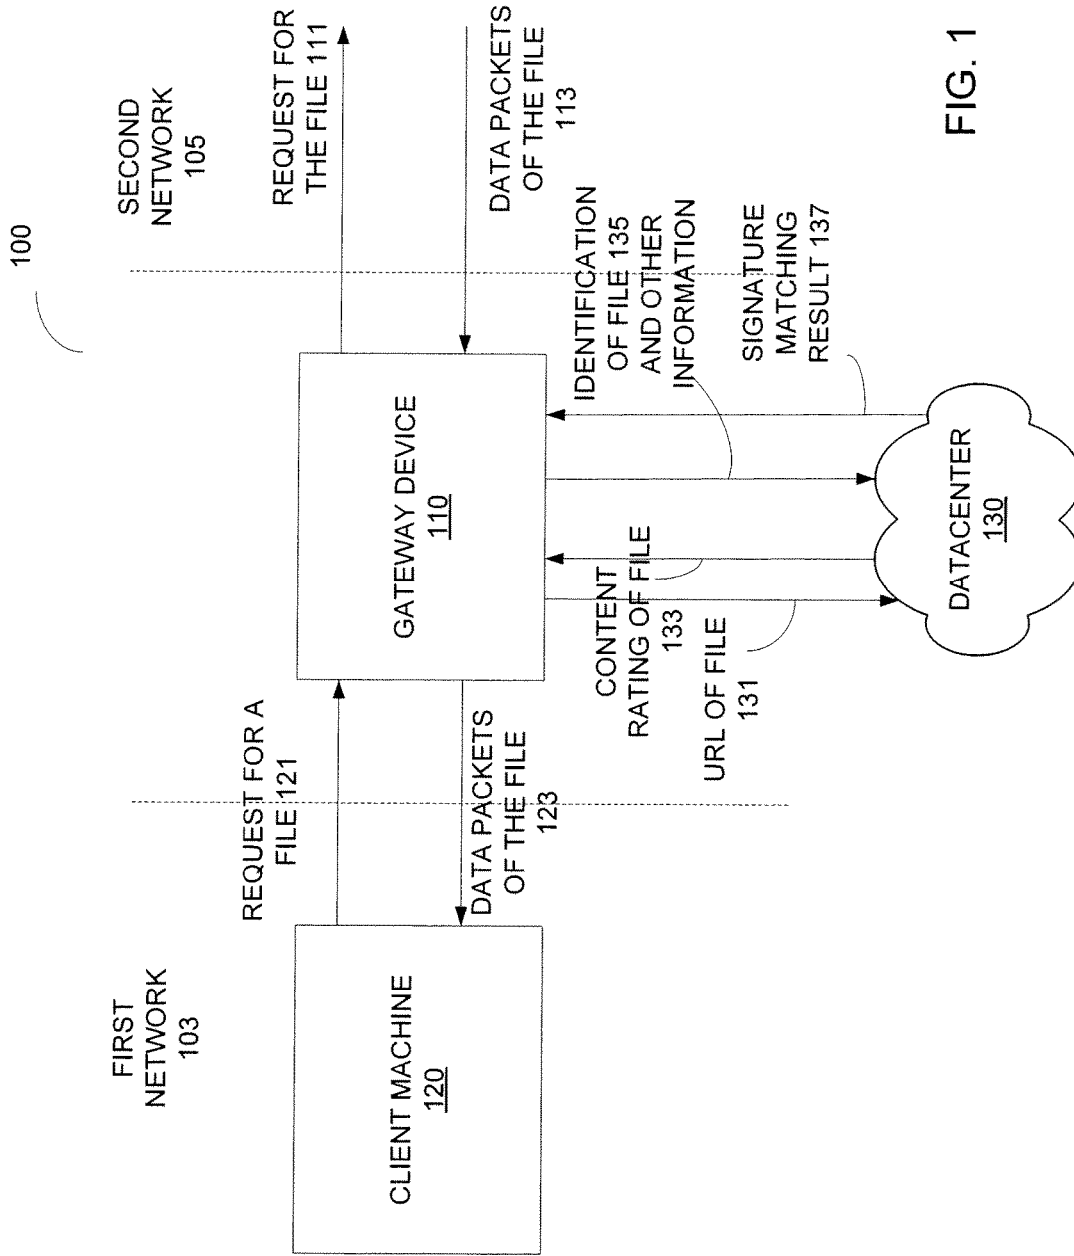 100
FIRST
NETWORK
103
SECOND
NETWORK
105
REQUEST FOR A
FILE 121
REQUEST FOR
THE FILE 111
CLIENT MACHINE
120
GATEWAY DEVICE
110
DATA PACKETS
OF THE FILE
123
DATA PACKETS
OF THE FILE
113
CONTENT
RATING OF FILE
133
URL OF FILE
131
IDENTIFICATION
OF FILE 135
AND OTHER
INFORMATION
SIGNATURE
MATCHING
RESULT 137
DATACENTER
130
FIG. 1